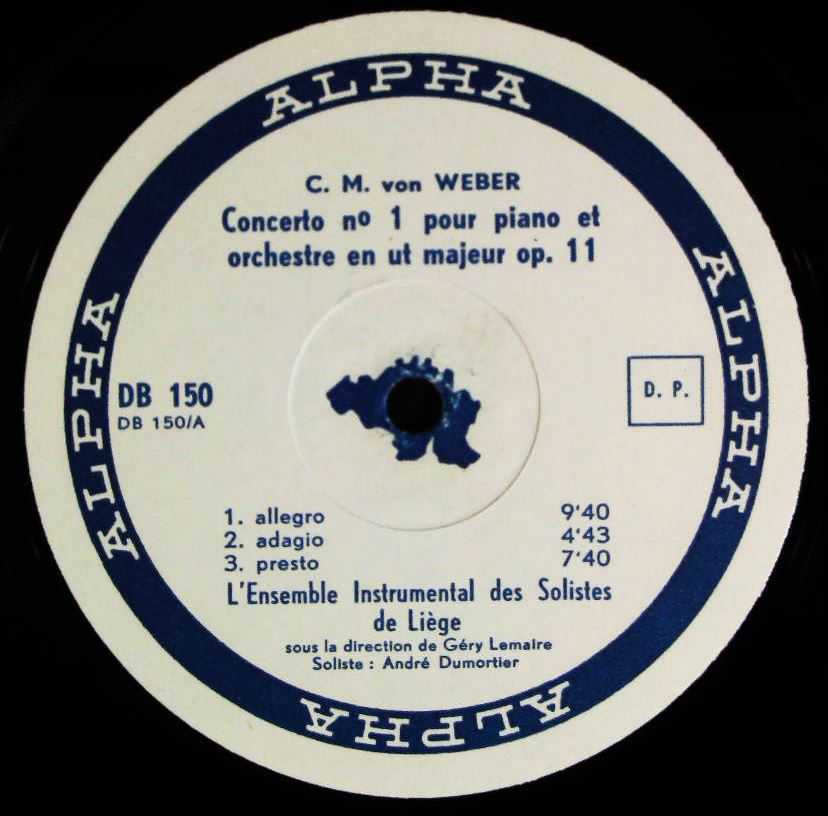 ALPHA
C. M. von WEBER
Concerto nº 1 pour piano et
orchestre en ut majeur op. 11
ALPHA
ALPHA
DB 150
DB 150/A
D. P.
1. allegro 9'40
2. adagio 4'43
3. presto 7'40
L'Ensemble Instrumental des Solistes
de Liège
sous la direction de Géry Lemaire
Soliste : André Dumortier
ALPHA